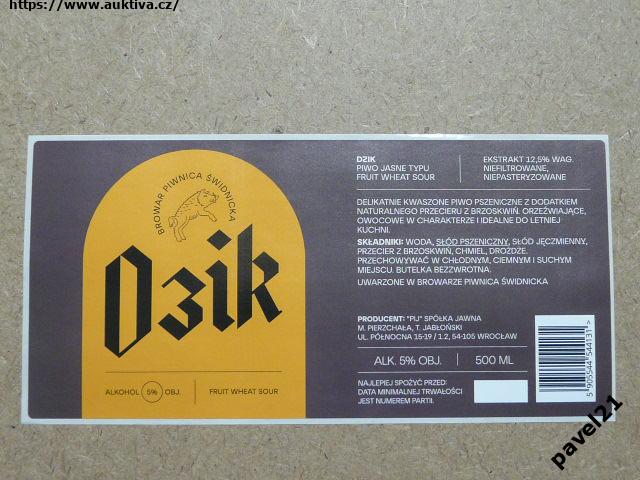 https://www.auktiva.cz/
BROWAR PIWNICA ŚWIDNICKA
Dzik
ALKOHOL 5% OBJ.
FRUIT WHEAT SOUR
DZIK
PIWO JASNE TYPU
FRUIT WHEAT SOUR
EKSTRAKT 12,5% WAG.
NIEFILTROWANE,
NIEPASTERYZOWANE
DELIKATNIE KWASZONE PIWO PSZENICZNE Z DODATKIEM
NATURALNEGO PRZECIERU Z BRZOSKWIŃ. ORZEŹWIAJĄCE,
OWOCOWE W CHARAKTERZE I IDEALNE DO LETNIEJ
KUCHNI.
SKŁADNIKI: WODA, SŁÓD PSZENICZNY, SŁÓD JĘCZMIENNY,
PRZECIER Z BRZOSKWIŃ, CHMIEL, DROŻDŻE.
PRZECHOWYWAĆ W CHŁODNYM, CIEMNYM I SUCHYM
MIEJSCU. BUTELKA BEZZWROTNA.
UWARZONE W BROWARZE PIWNICA ŚWIDNICKA
PRODUCENT: "PIJ" SPÓŁKA JAWNA
M. PIERZCHAŁA, T. JABŁOŃSKI
UL. PÓŁNOCNA 15-19 / 1.2, 54-105 WROCŁAW
ALK. 5% OBJ.
500 ML
NAJLEPIEJ SPOŻYĆ PRZED:
DATA MINIMALNEJ TRWAŁOŚCI
JEST NUMEREM PARTII.
5 905544 544131 >
pavel21